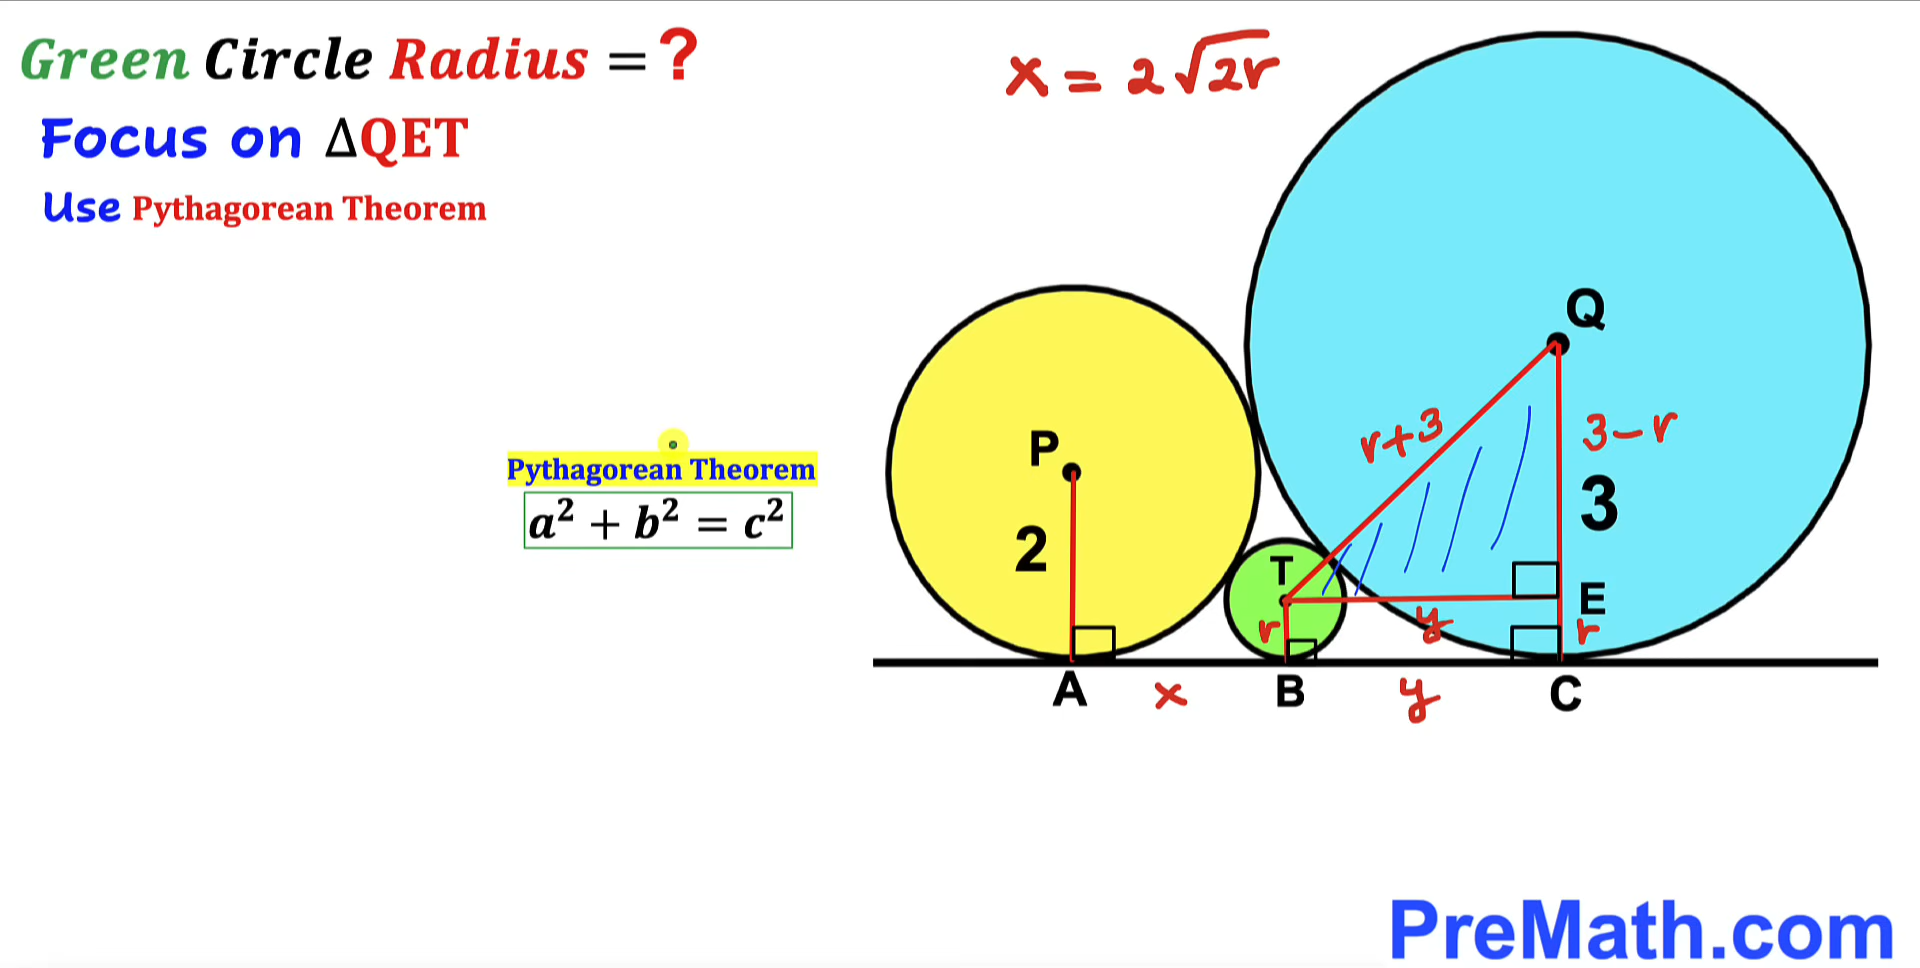 Green Circle Radius = ?
x = 2√2r
Focus on ΔQET
Use Pythagorean Theorem
Q
r+3
3-r
P
Pythagorean Theorem
a² + b² = c²
2
3
T
E
r
y
r
A
x
B
y
C
PreMath.com